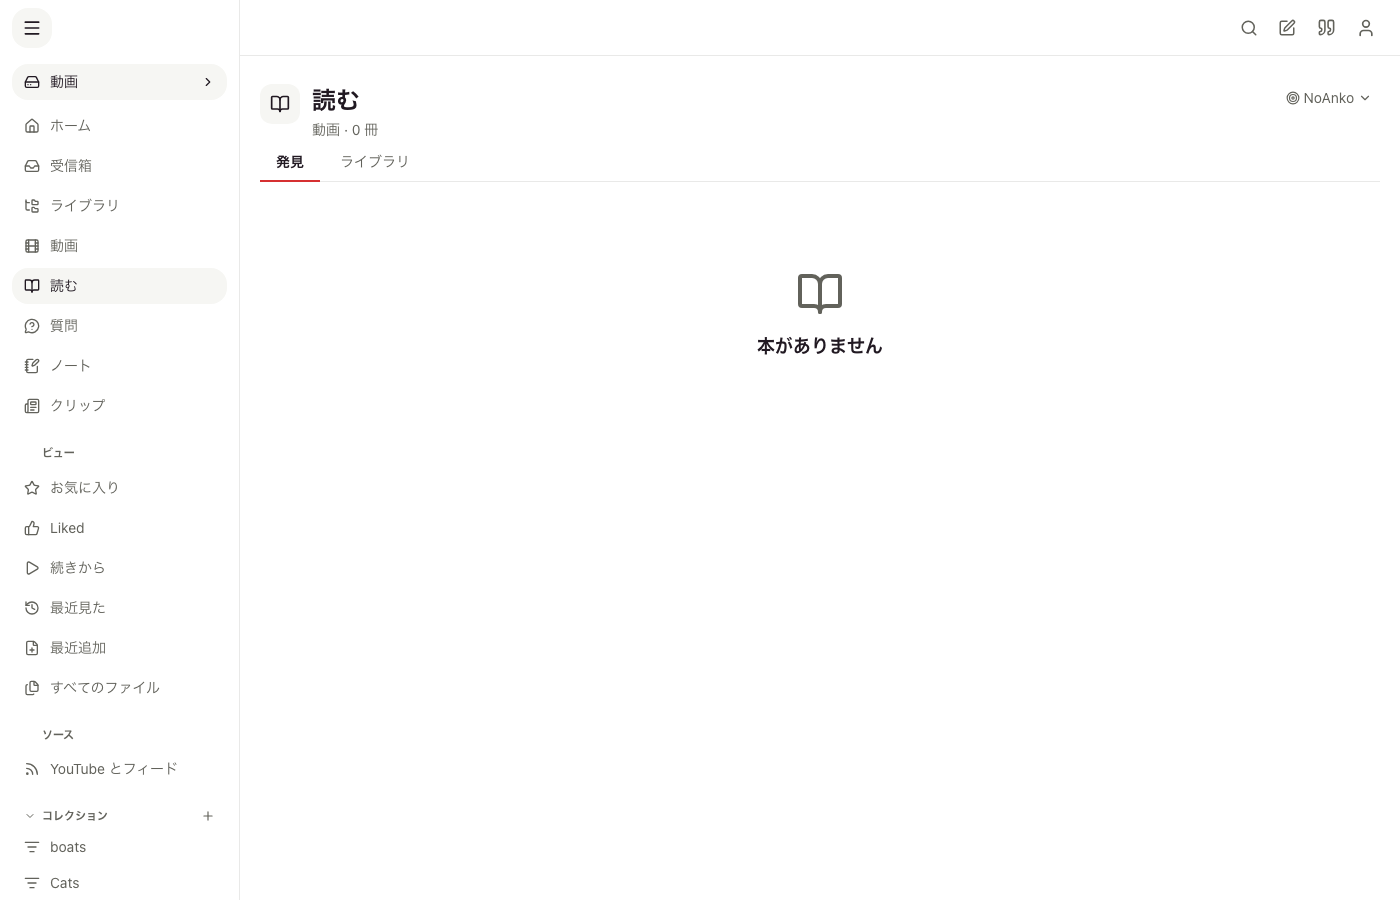 動画
ホーム
受信箱
ライブラリ
動画
読む
質問
ノート
クリップ
ビュー
お気に入り
Liked
続きから
最近見た
最近追加
すべてのファイル
ソース
YouTube とフィード
コレクション
boats
Cats
読む
動画 · 0 冊
NoAnko
発見
ライブラリ
本がありません